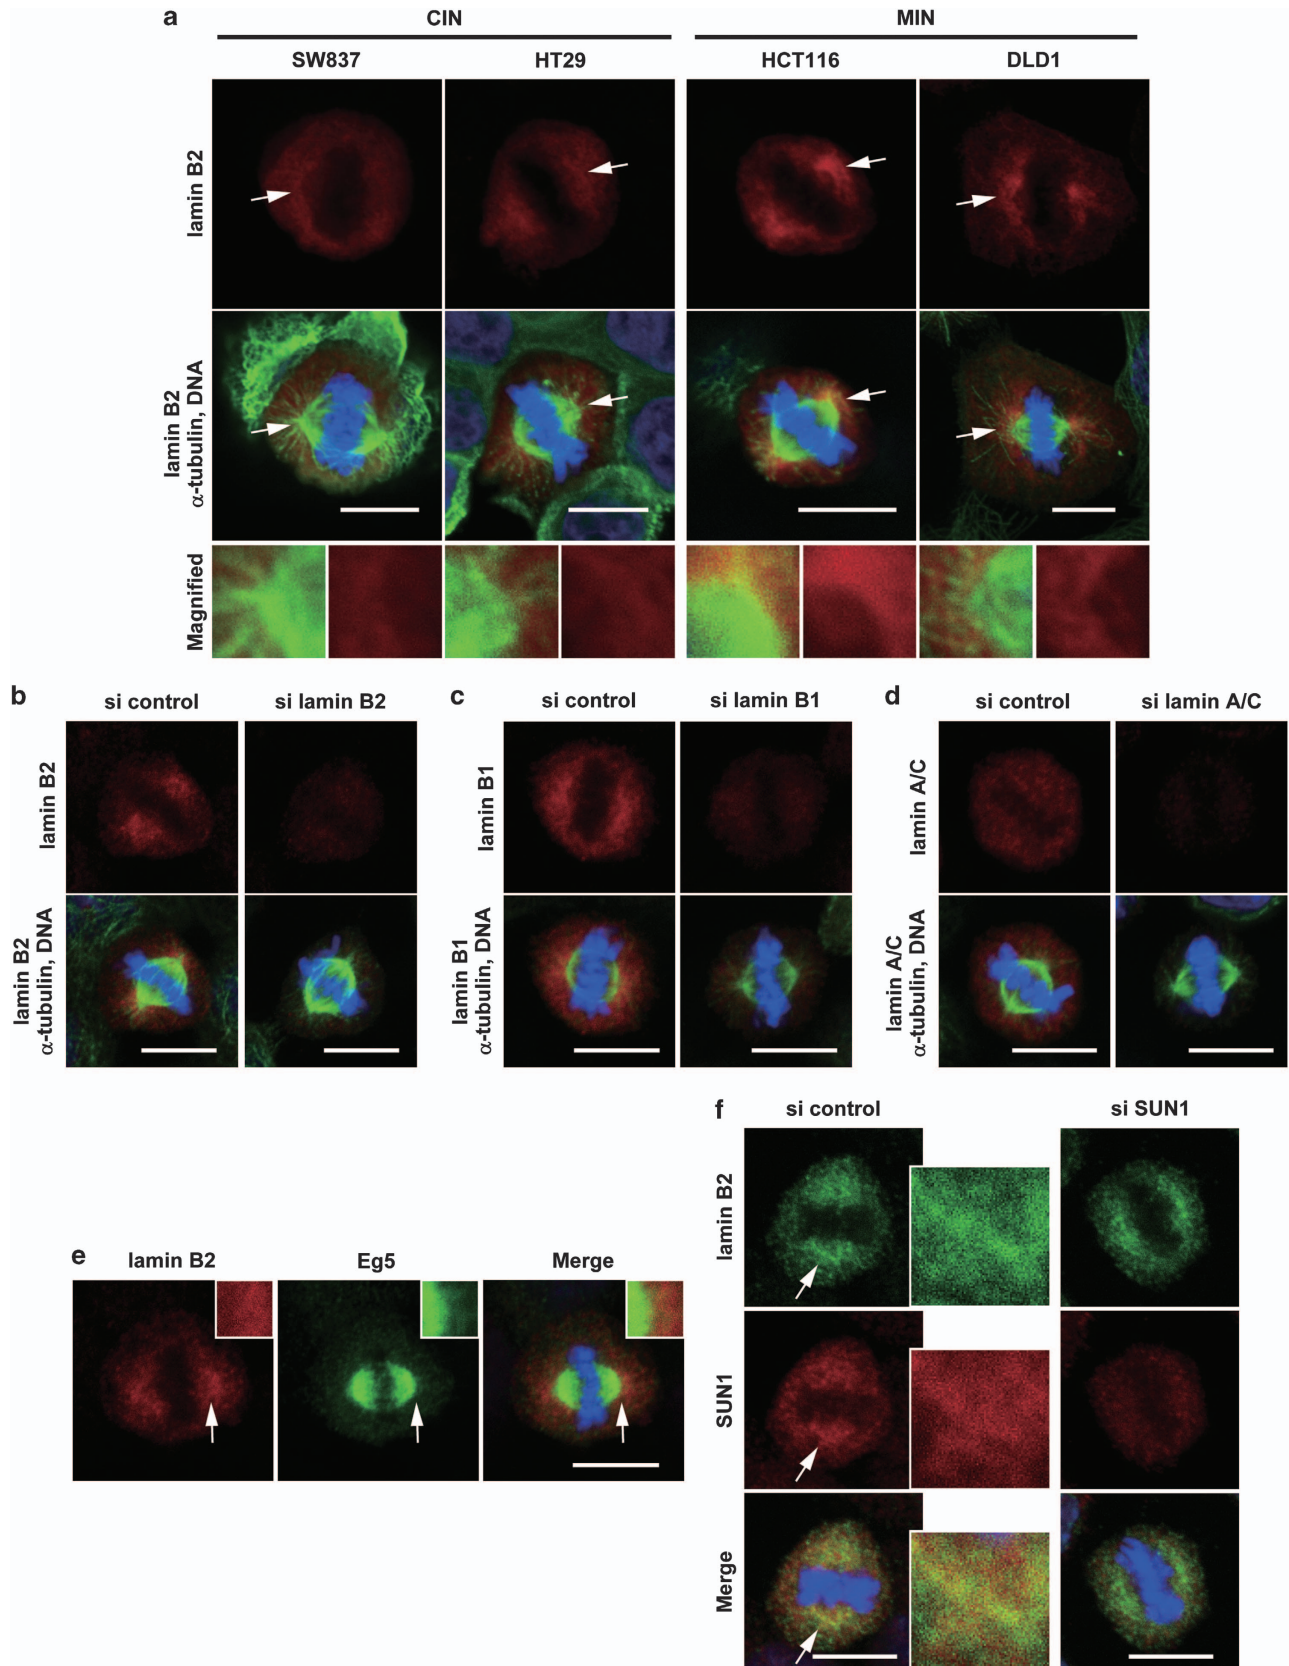 a
CIN
MIN
SW837
HT29
HCT116
DLD1
lamin B2
lamin B2
α-tubulin, DNA
Magnified
b
si control
si lamin B2
c
si control
si lamin B1
d
si control
si lamin A/C
lamin B2
lamin B1
lamin A/C
lamin B2
α-tubulin, DNA
lamin B1
α-tubulin, DNA
lamin A/C
α-tubulin, DNA
f
si control
si SUN1
lamin B2
e
lamin B2
Eg5
Merge
SUN1
Merge